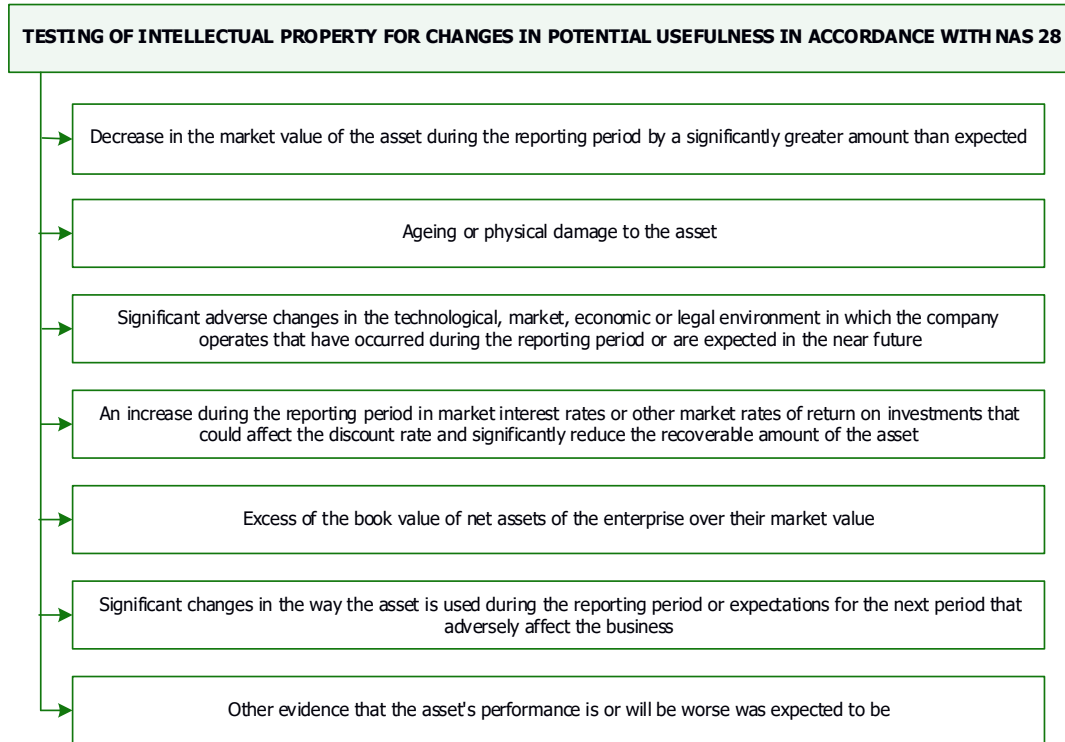 TESTING OF INTELLECTUAL PROPERTY FOR CHANGES IN POTENTIAL USEFULNESS IN ACCORDANCE WITH NAS 28
Decrease in the market value of the asset during the reporting period by a significantly greater amount than expected
Ageing or physical damage to the asset
Significant adverse changes in the technological, market, economic or legal environment in which the company
operates that have occurred during the reporting period or are expected in the near future
An increase during the reporting period in market interest rates or other market rates of return on investments that
could affect the discount rate and significantly reduce the recoverable amount of the asset
Excess of the book value of net assets of the enterprise over their market value
Significant changes in the way the asset is used during the reporting period or expectations for the next period that
adversely affect the business
Other evidence that the asset's performance is or will be worse was expected to be